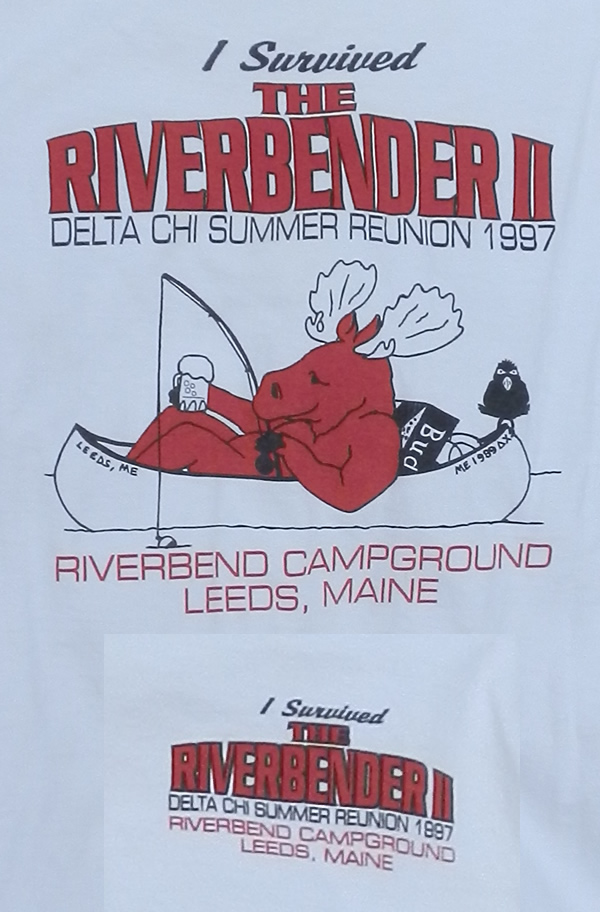 I Survived
THE
RIVERBENDER II
DELTA CHI SUMMER REUNION 1997
Bud
LEEDS, ME
ME 1989 ΔX
RIVERBEND CAMPGROUND
LEEDS, MAINE
I Survived
THE
RIVERBENDER II
DELTA CHI SUMMER REUNION 1997
RIVERBEND CAMPGROUND
LEEDS, MAINE